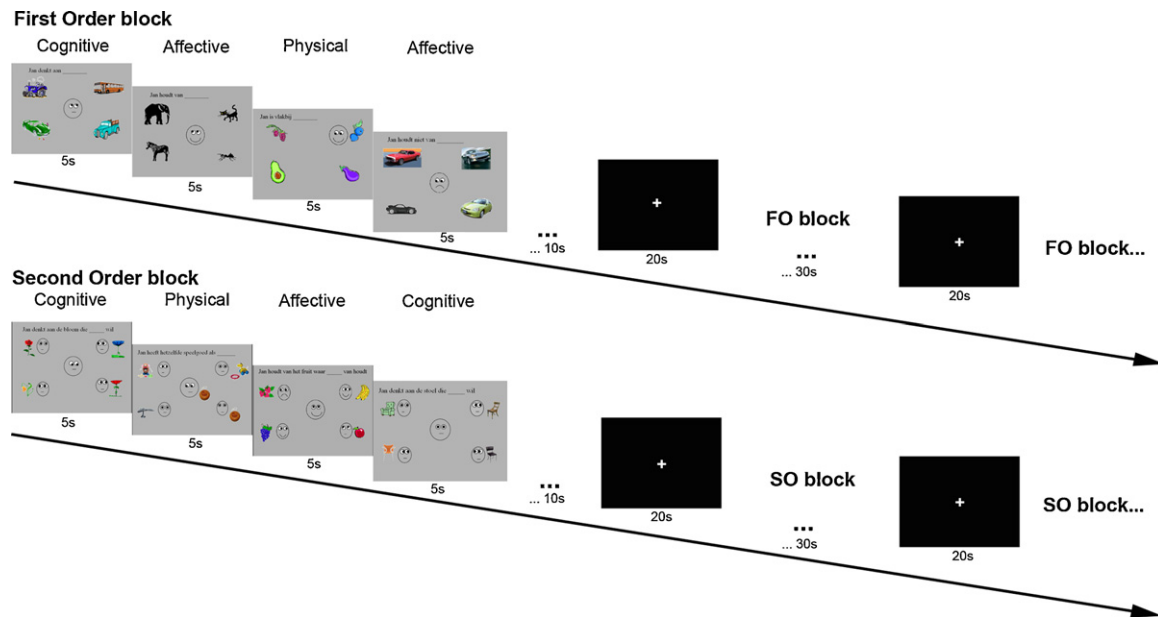 First Order block
Cognitive Affective Physical Affective
Jan denkt aan _______
Jan houdt van _______
Jan is vlakbij _______
Jan houdt niet van _______
5s
5s
5s
5s
...
... 10s
20s
FO block
...
... 30s
20s
FO block...
Second Order block
Cognitive Physical Affective Cognitive
Jan denkt aan de bloem die _____ wil
Jan heeft hetzelfde speelgoed als _____
Jan houdt van het fruit waar _____ van houdt
Jan denkt aan de stoel die _____ wil
5s
5s
5s
5s
...
... 10s
20s
SO block
...
... 30s
20s
SO block...